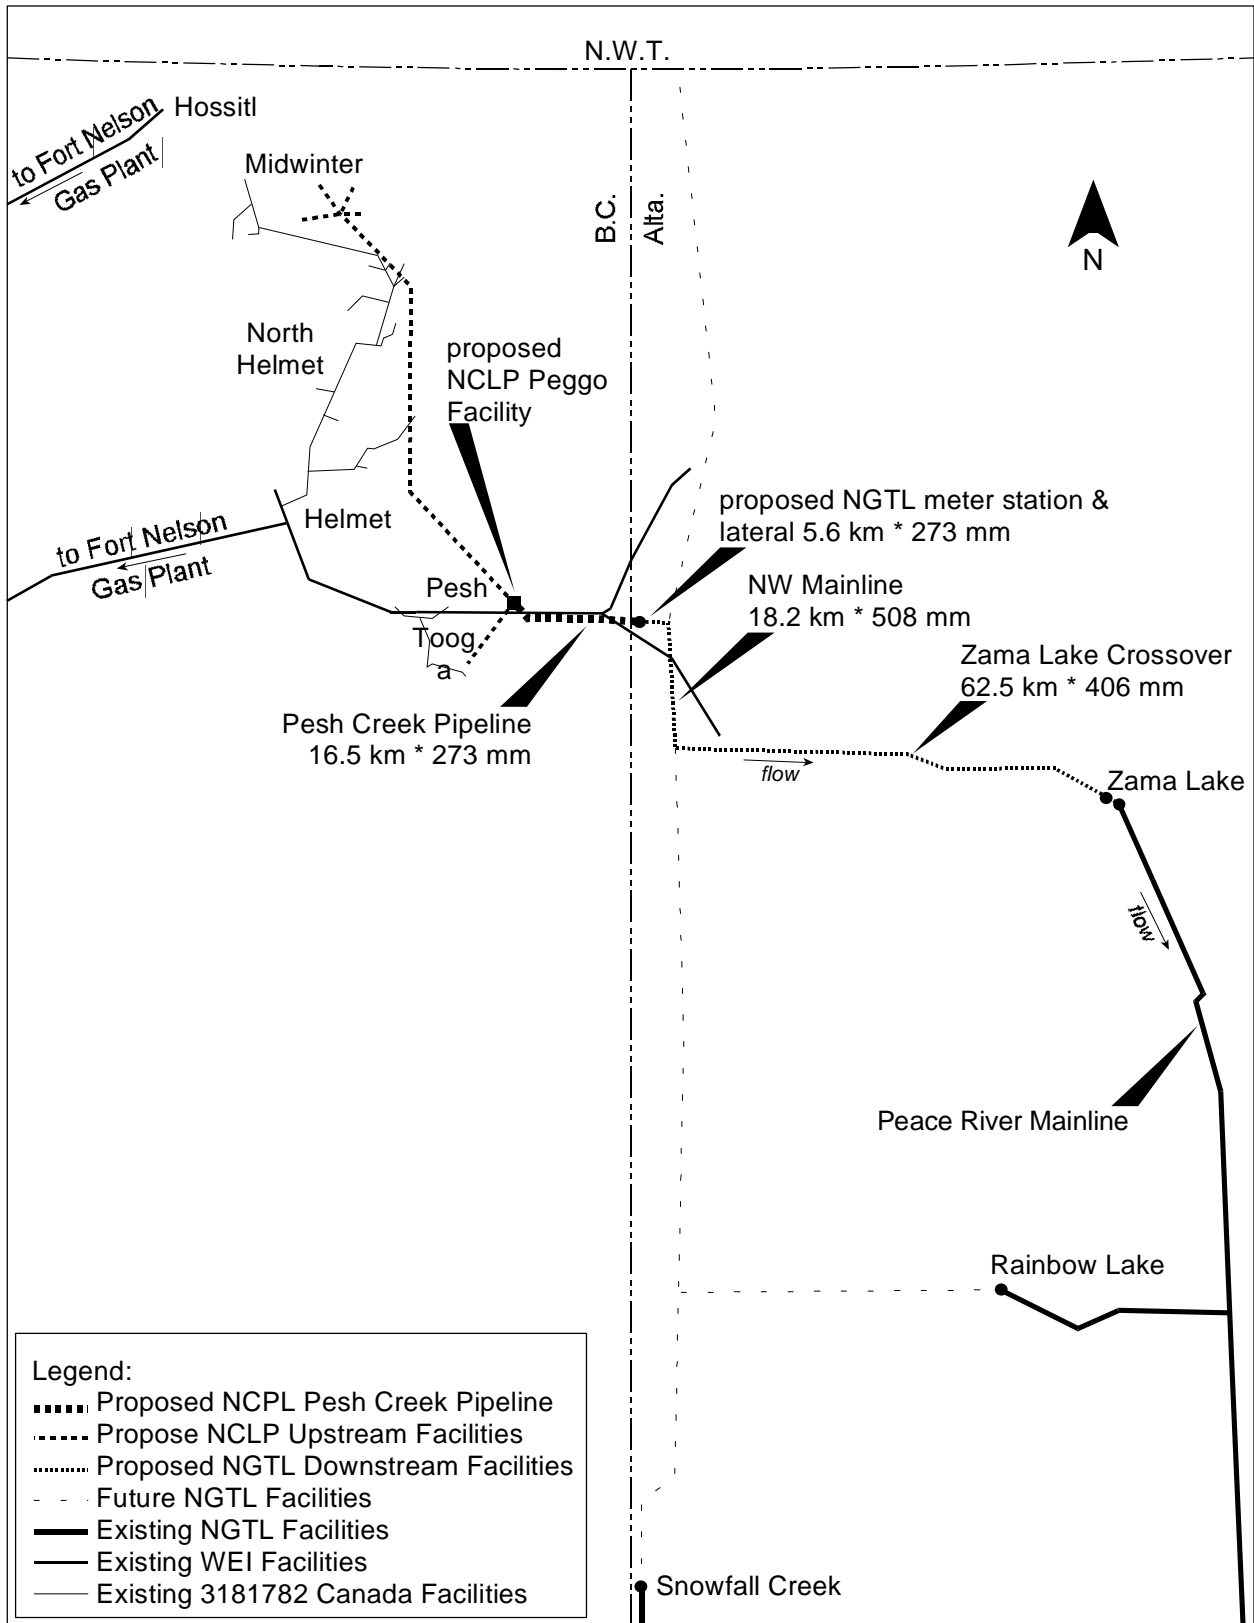 N.W.T.
Hossitl
to Fort Nelson
Gas Plant
Midwinter
B.C.
Alta.
N
North
Helmet
proposed
NCLP Peggo
Facility
proposed NGTL meter station &
lateral 5.6 km * 273 mm
Helmet
to Fort Nelson
Gas Plant
Pesh
NW Mainline
18.2 km * 508 mm
Toog
a
Zama Lake Crossover
62.5 km * 406 mm
Pesh Creek Pipeline
16.5 km * 273 mm
flow
Zama Lake
flow
Peace River Mainline
Rainbow Lake
Legend:
Proposed NCPL Pesh Creek Pipeline
Propose NCLP Upstream Facilities
Proposed NGTL Downstream Facilities
Future NGTL Facilities
Existing NGTL Facilities
Existing WEI Facilities
Existing 3181782 Canada Facilities
Snowfall Creek